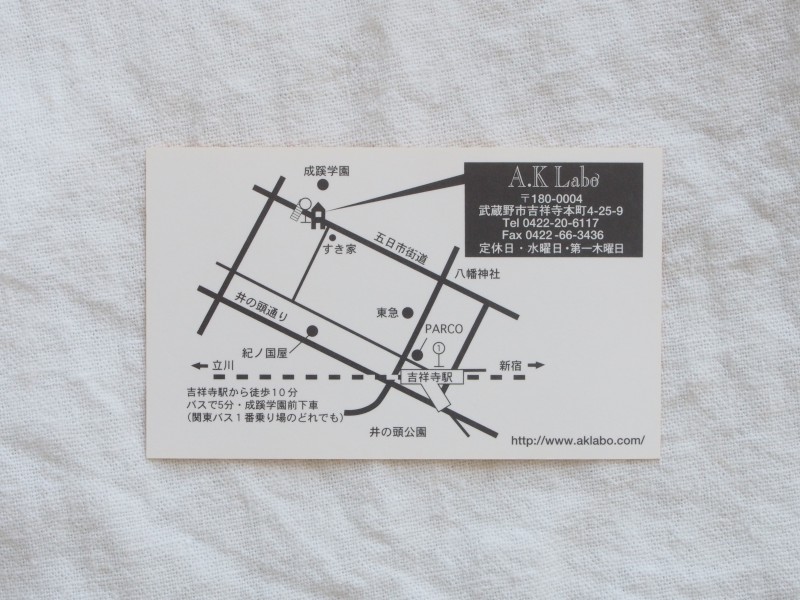 成蹊学園
A.K Labo
〒180-0004
武蔵野市吉祥寺本町4-25-9
Tel 0422-20-6117
Fax 0422-66-3436
定休日・水曜日・第一木曜日
すき家
五日市街道
八幡神社
井の頭通り
東急
PARCO
紀ノ国屋
1
立川
新宿
吉祥寺駅
吉祥寺駅から徒歩10分
バスで5分・成蹊学園前下車
(関東バス1番乗り場のどれでも)
井の頭公園
http://www.aklabo.com/